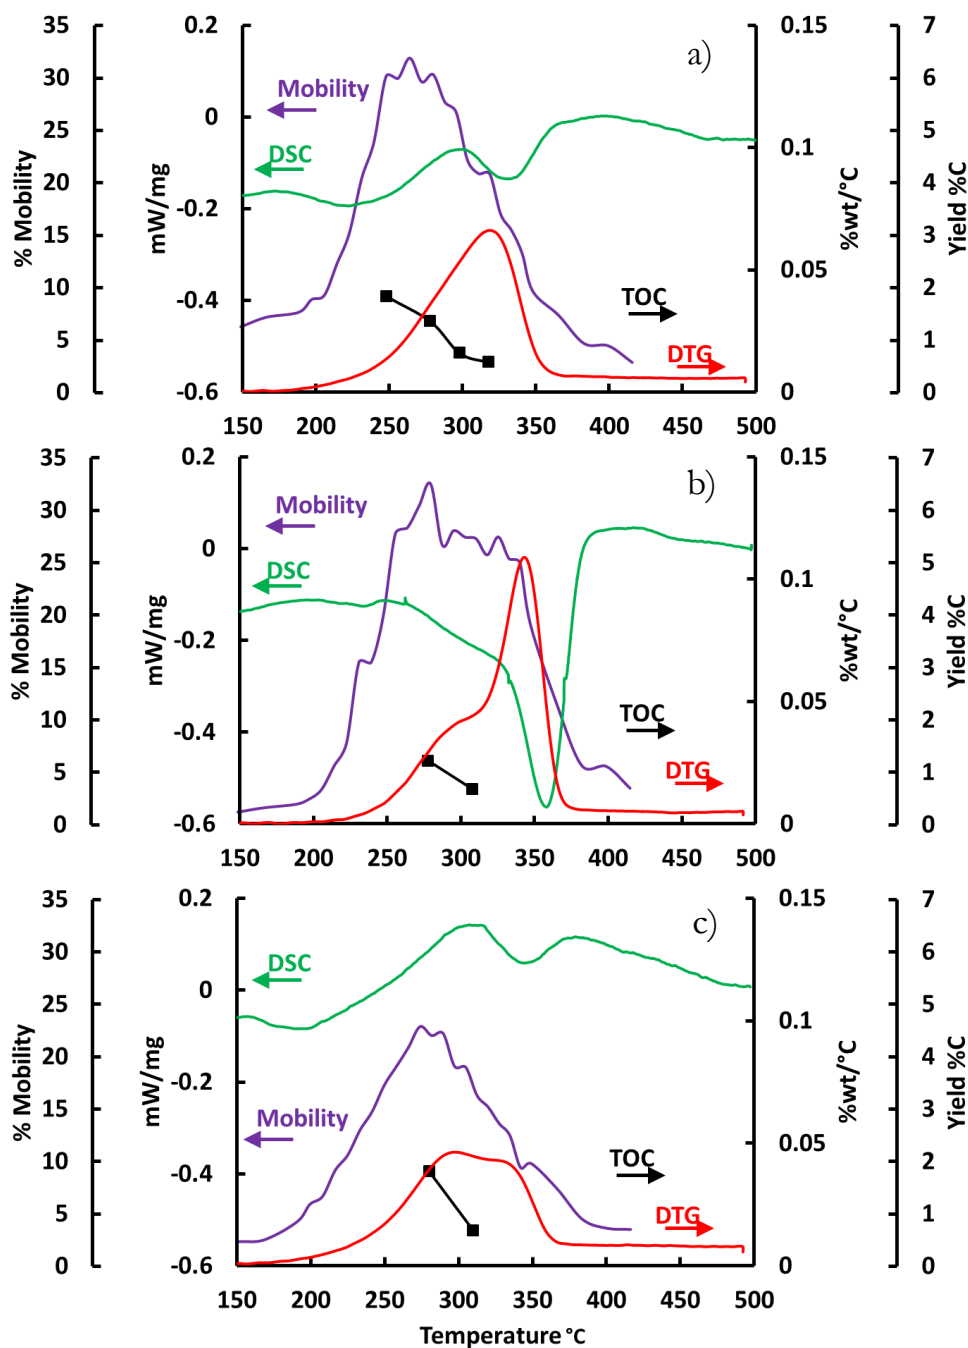 a)
35
30
25
20
15
10
5
0
% Mobility
0.2
0
-0.2
-0.4
-0.6
mW/mg
Mobility
DSC
TOC
DTG
0.15
0.1
0.05
0
%wt/°C
7
6
5
4
3
2
1
0
Yield %C
150 200 250 300 350 400 450 500
b)
35
30
25
20
15
10
5
0
% Mobility
0.2
0
-0.2
-0.4
-0.6
mW/mg
Mobility
DSC
TOC
DTG
0.15
0.1
0.05
0
%wt/°C
7
6
5
4
3
2
1
0
Yield %C
150 200 250 300 350 400 450 500
c)
35
30
25
20
15
10
5
0
% Mobility
0.2
0
-0.2
-0.4
-0.6
mW/mg
DSC
Mobility
TOC
DTG
0.15
0.1
0.05
0
%wt/°C
7
6
5
4
3
2
1
0
Yield %C
150 200 250 300 350 400 450 500
Temperature °C